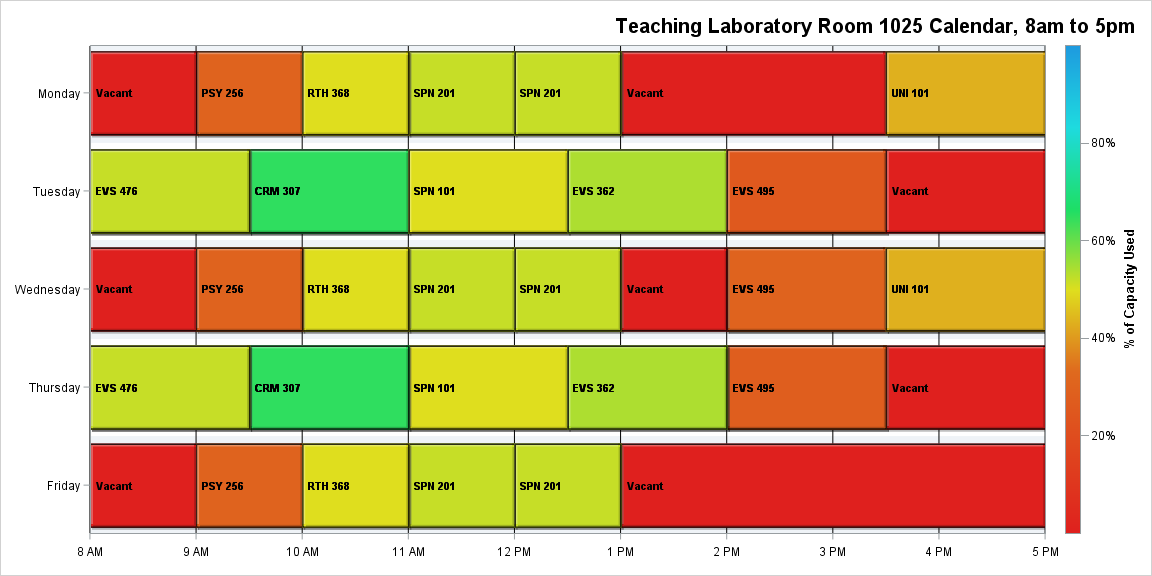 Teaching Laboratory Room 1025 Calendar, 8am to 5pm
Monday
Vacant
PSY 256
RTH 368
SPN 201
SPN 201
Vacant
UNI 101
Tuesday
EVS 476
CRM 307
SPN 101
EVS 362
EVS 495
Vacant
Wednesday
Vacant
PSY 256
RTH 368
SPN 201
SPN 201
Vacant
EVS 495
UNI 101
Thursday
EVS 476
CRM 307
SPN 101
EVS 362
EVS 495
Vacant
Friday
Vacant
PSY 256
RTH 368
SPN 201
SPN 201
Vacant
8 AM
9 AM
10 AM
11 AM
12 PM
1 PM
2 PM
3 PM
4 PM
5 PM
80%
60%
40%
20%
% of Capacity Used